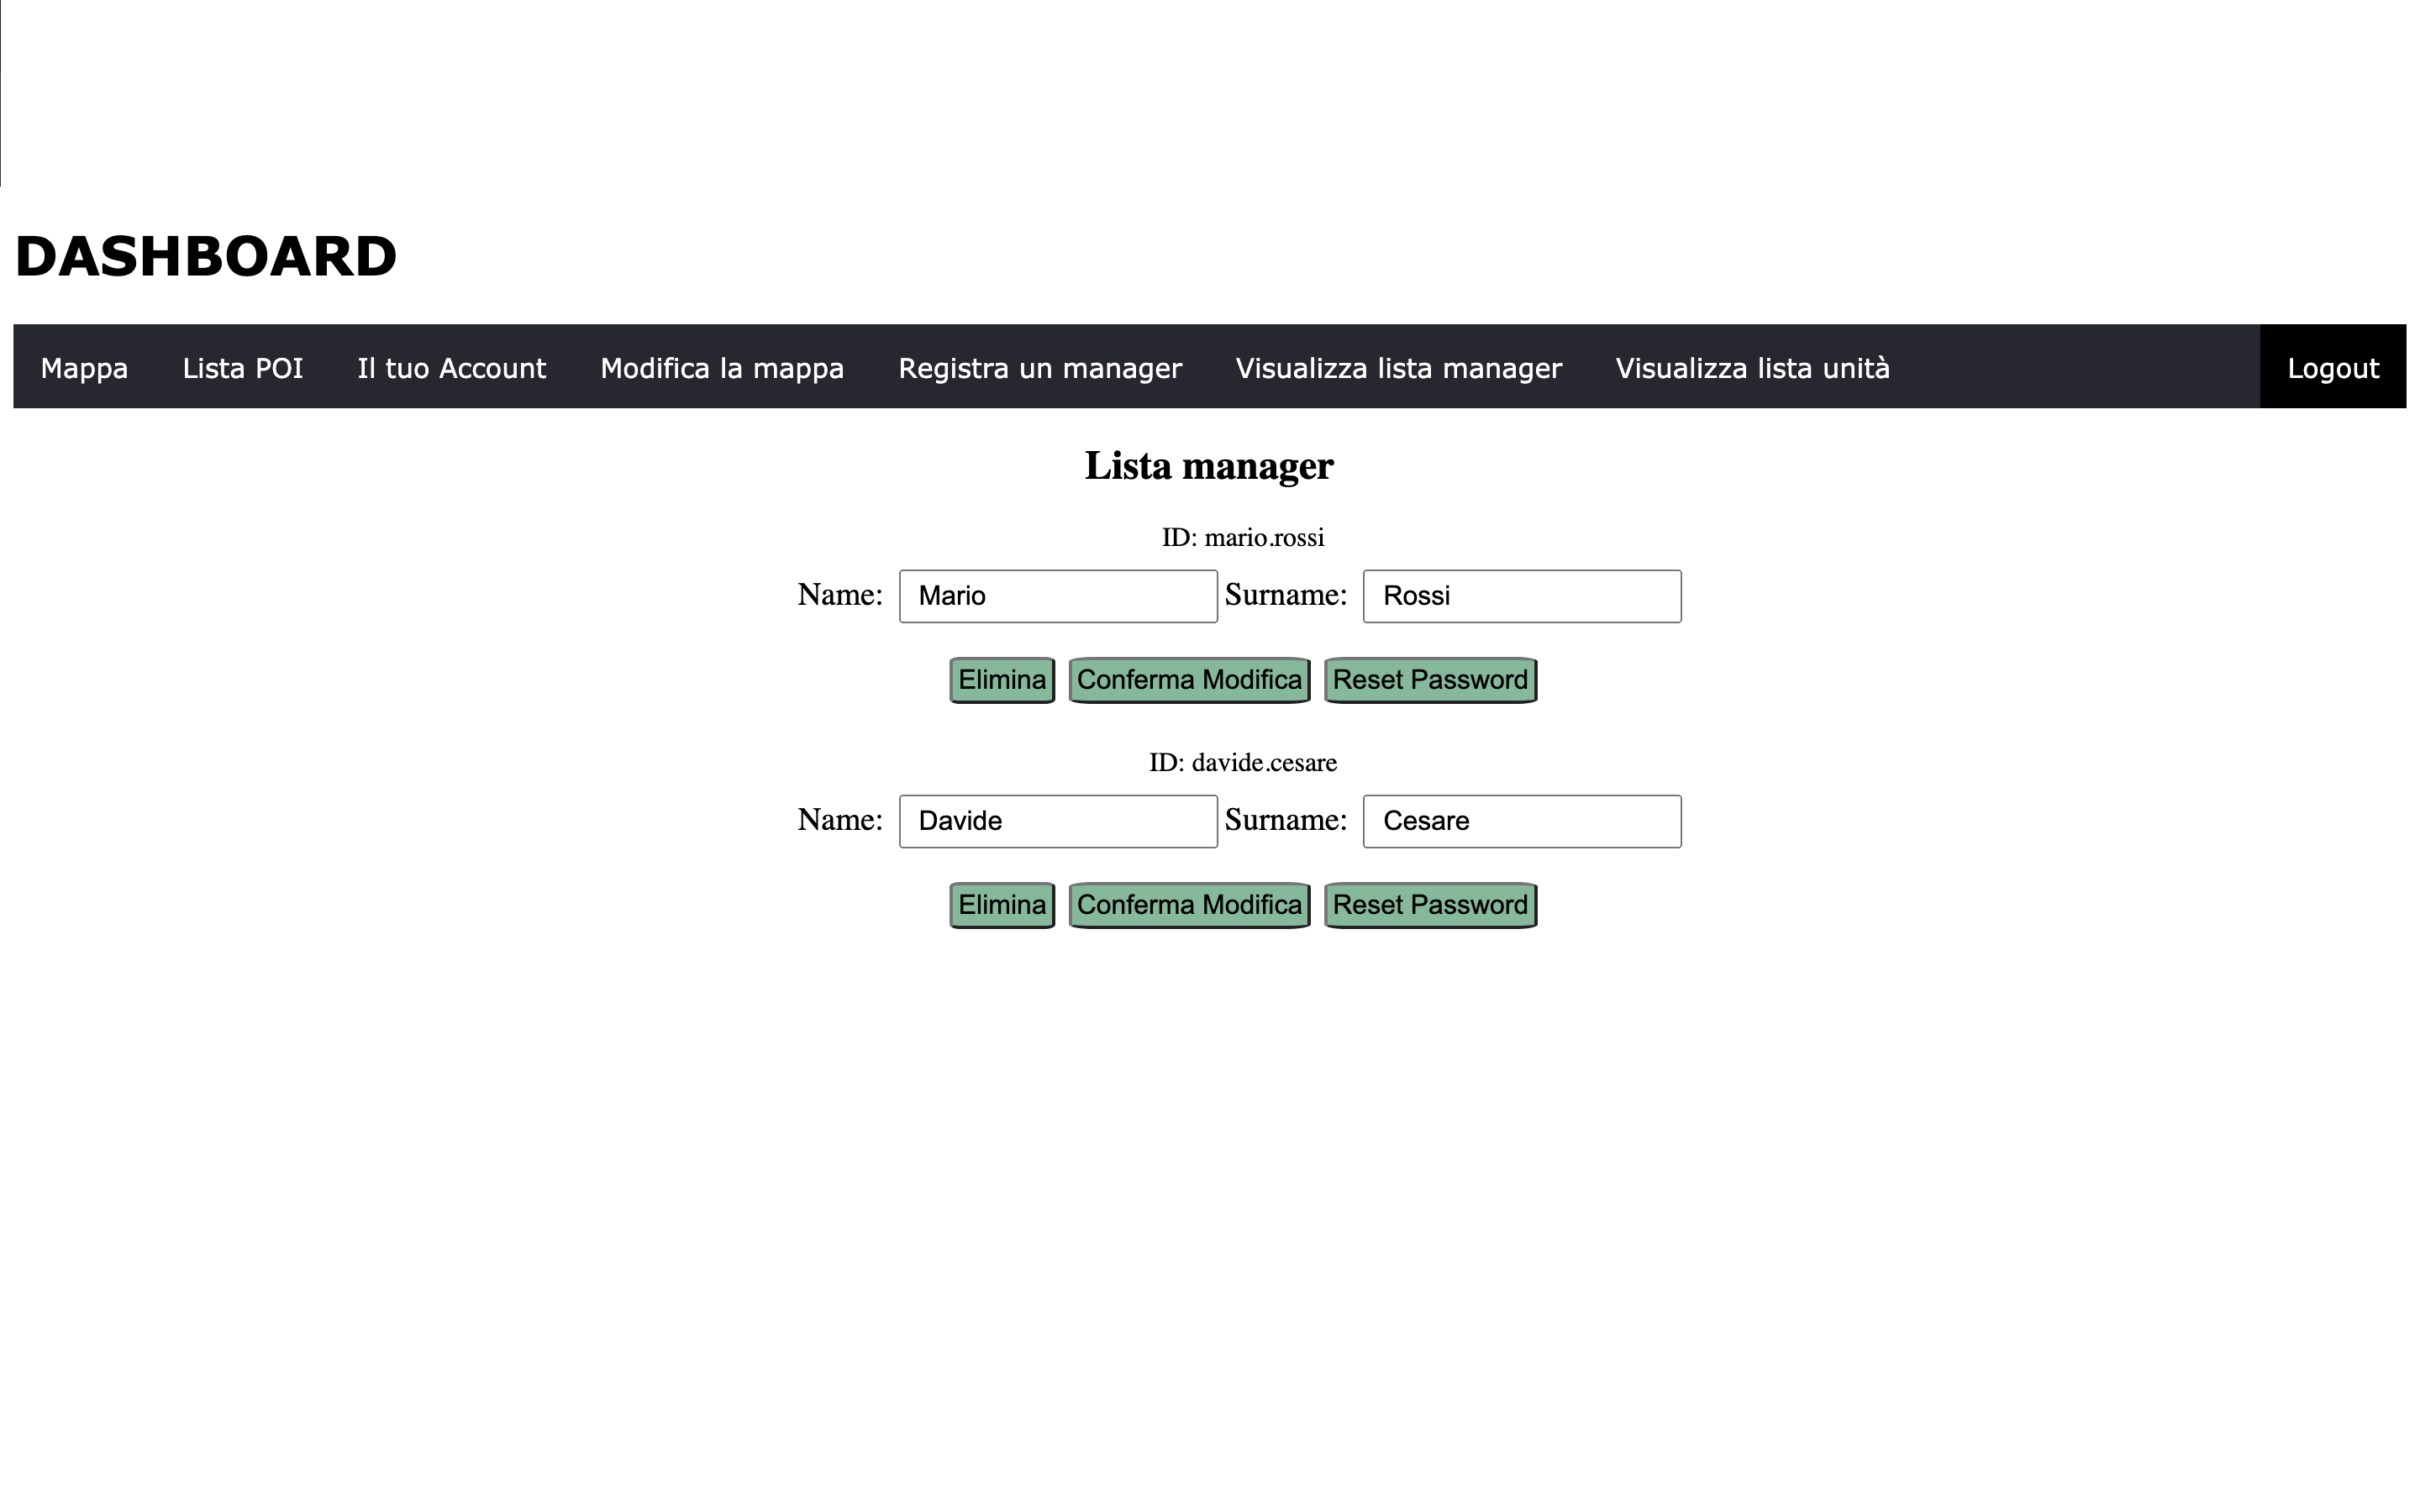 DASHBOARD
Mappa Lista POI Il tuo Account Modifica la mappa Registra un manager Visualizza lista manager Visualizza lista unità Logout
Lista manager
ID: mario.rossi
Name: Mario Surname: Rossi
Elimina Conferma Modifica Reset Password
ID: davide.cesare
Name: Davide Surname: Cesare
Elimina Conferma Modifica Reset Password